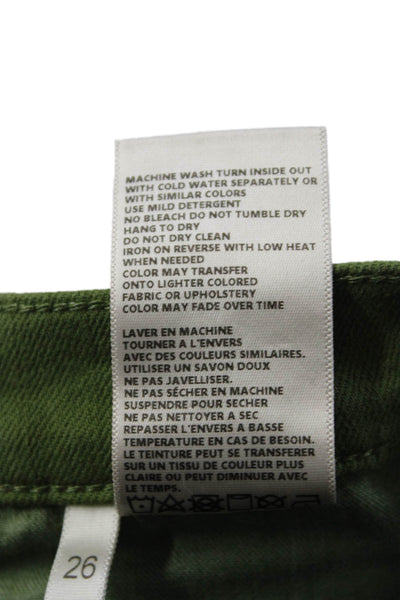 MACHINE WASH TURN INSIDE OUT
WITH COLD WATER SEPARATELY OR
WITH SIMILAR COLORS
USE MILD DETERGENT
NO BLEACH DO NOT TUMBLE DRY
HANG TO DRY
DO NOT DRY CLEAN
IRON ON REVERSE WITH LOW HEAT
WHEN NEEDED
COLOR MAY TRANSFER
ONTO LIGHTER COLORED
FABRIC OR UPHOLSTERY
COLOR MAY FADE OVER TIME
LAVER EN MACHINE
TOURNER À L'ENVERS
AVEC DES COULEURS SIMILAIRES.
UTILISER UN SAVON DOUX
NE PAS JAVELLISER.
NE PAS SÉCHER EN MACHINE
SUSPENDRE POUR SECHER
NE PAS NETTOYER A SEC
REPASSER L'ENVERS A BASSE
TEMPERATURE EN CAS DE BESOIN.
LE TEINTURE PEUT SE TRANSFÉRER
SUR UN TISSU DE COULEUR PLUS
CLAIRE OU PEUT DIMINUER AVEC
LE TEMPS.
26